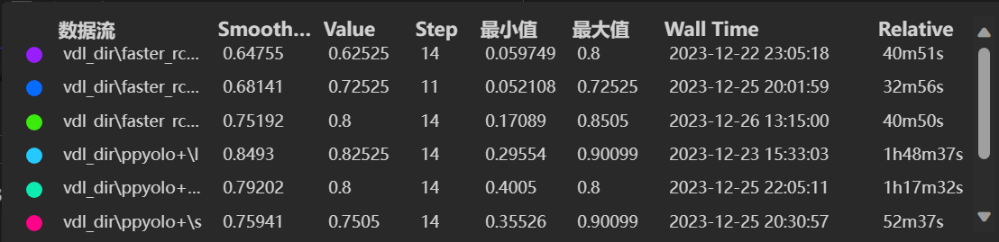 数据流 Smooth... Value Step 最小值 最大值 Wall Time Relative
vdl_dir\faster_rc... 0.64755 0.62525 14 0.059749 0.8 2023-12-22 23:05:18 40m51s
vdl_dir\faster_rc... 0.68141 0.72525 11 0.052108 0.72525 2023-12-25 20:01:59 32m56s
vdl_dir\faster rc... 0.75192 0.8 14 0.17089 0.8505 2023-12-26 13:15:00 40m50s
vdl_dir\ppyolo+\l 0.8493 0.82525 14 0.29554 0.90099 2023-12-23 15:33:03 1h48m37s
vdl_dir\ppyolo+... 0.79202 0.8 14 0.4005 0.8 2023-12-25 22:05:11 1h17m32s
vdl_dir\ppyolo+\s 0.75941 0.7505 14 0.35526 0.90099 2023-12-25 20:30:57 52m37s